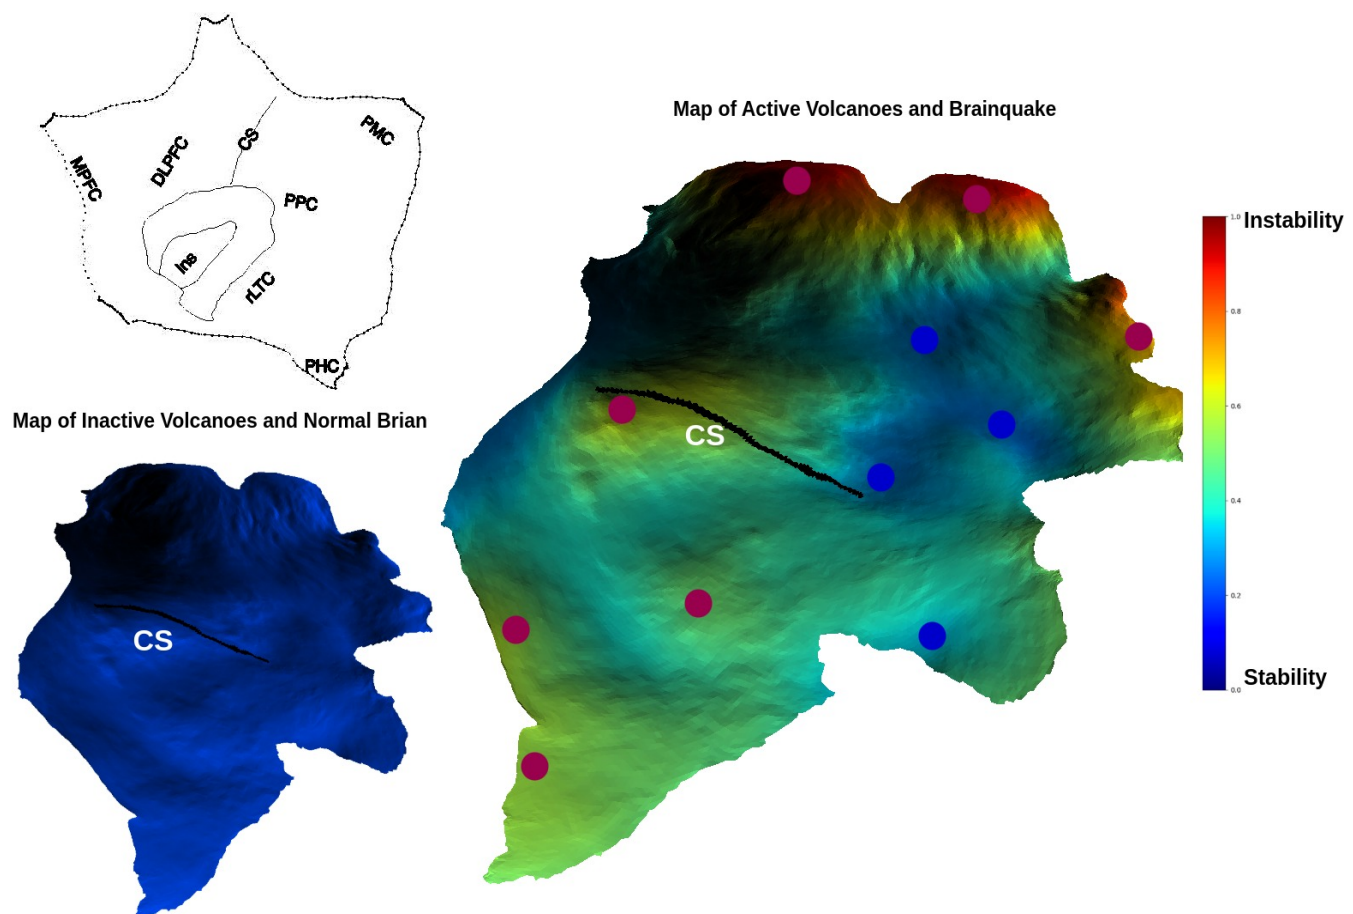 MPFC
DLPFC
CS
PMC
PPC
Ins
rLTC
PHC
Map of Inactive Volcanoes and Normal Brian
CS
Map of Active Volcanoes and Brainquake
CS
1.0
Instability
0.8
0.6
0.4
0.2
0.0
Stability